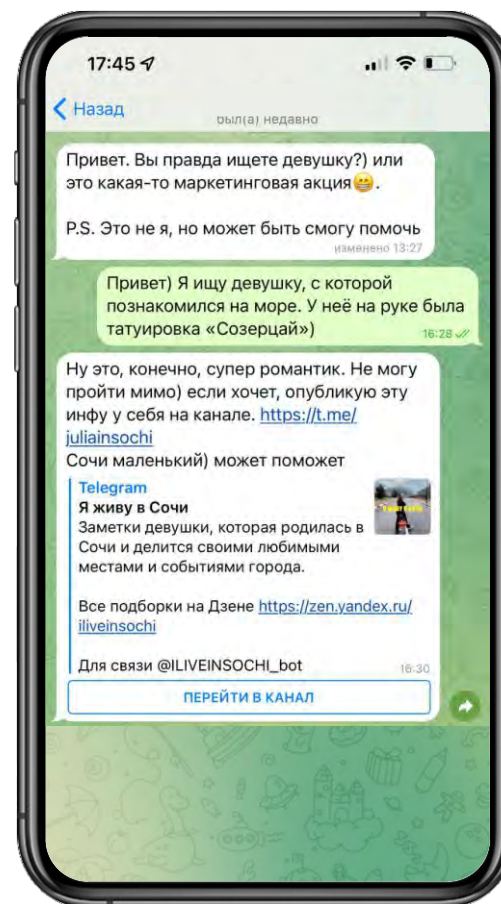 17:45
Назад
был(а) недавно
Привет. Вы правда ищете девушку?) или
это какая-то маркетинговая акция😁.
P.S. Это не я, но может быть смогу помочь
изменено 13:27
Привет) Я ищу девушку, с которой
познакомился на море. У неё на руке была
татуировка «Созерцай»)
16:28
Ну это, конечно, супер романтик. Не могу
пройти мимо) если хочет, опубликую эту
инфу у себя на канале. https://t.me/
juliainsochi
Сочи маленький) может поможет
Telegram
Я живу в Сочи
Заметки девушки, которая родилась в
Сочи и делится своими любимыми
местами и событиями города.
Все подборки на Дзене https://zen.yandex.ru/
iliveinsochi
Для связи @ILIVEINSOCHI_bot
16:30
ПЕРЕЙТИ В КАНАЛ